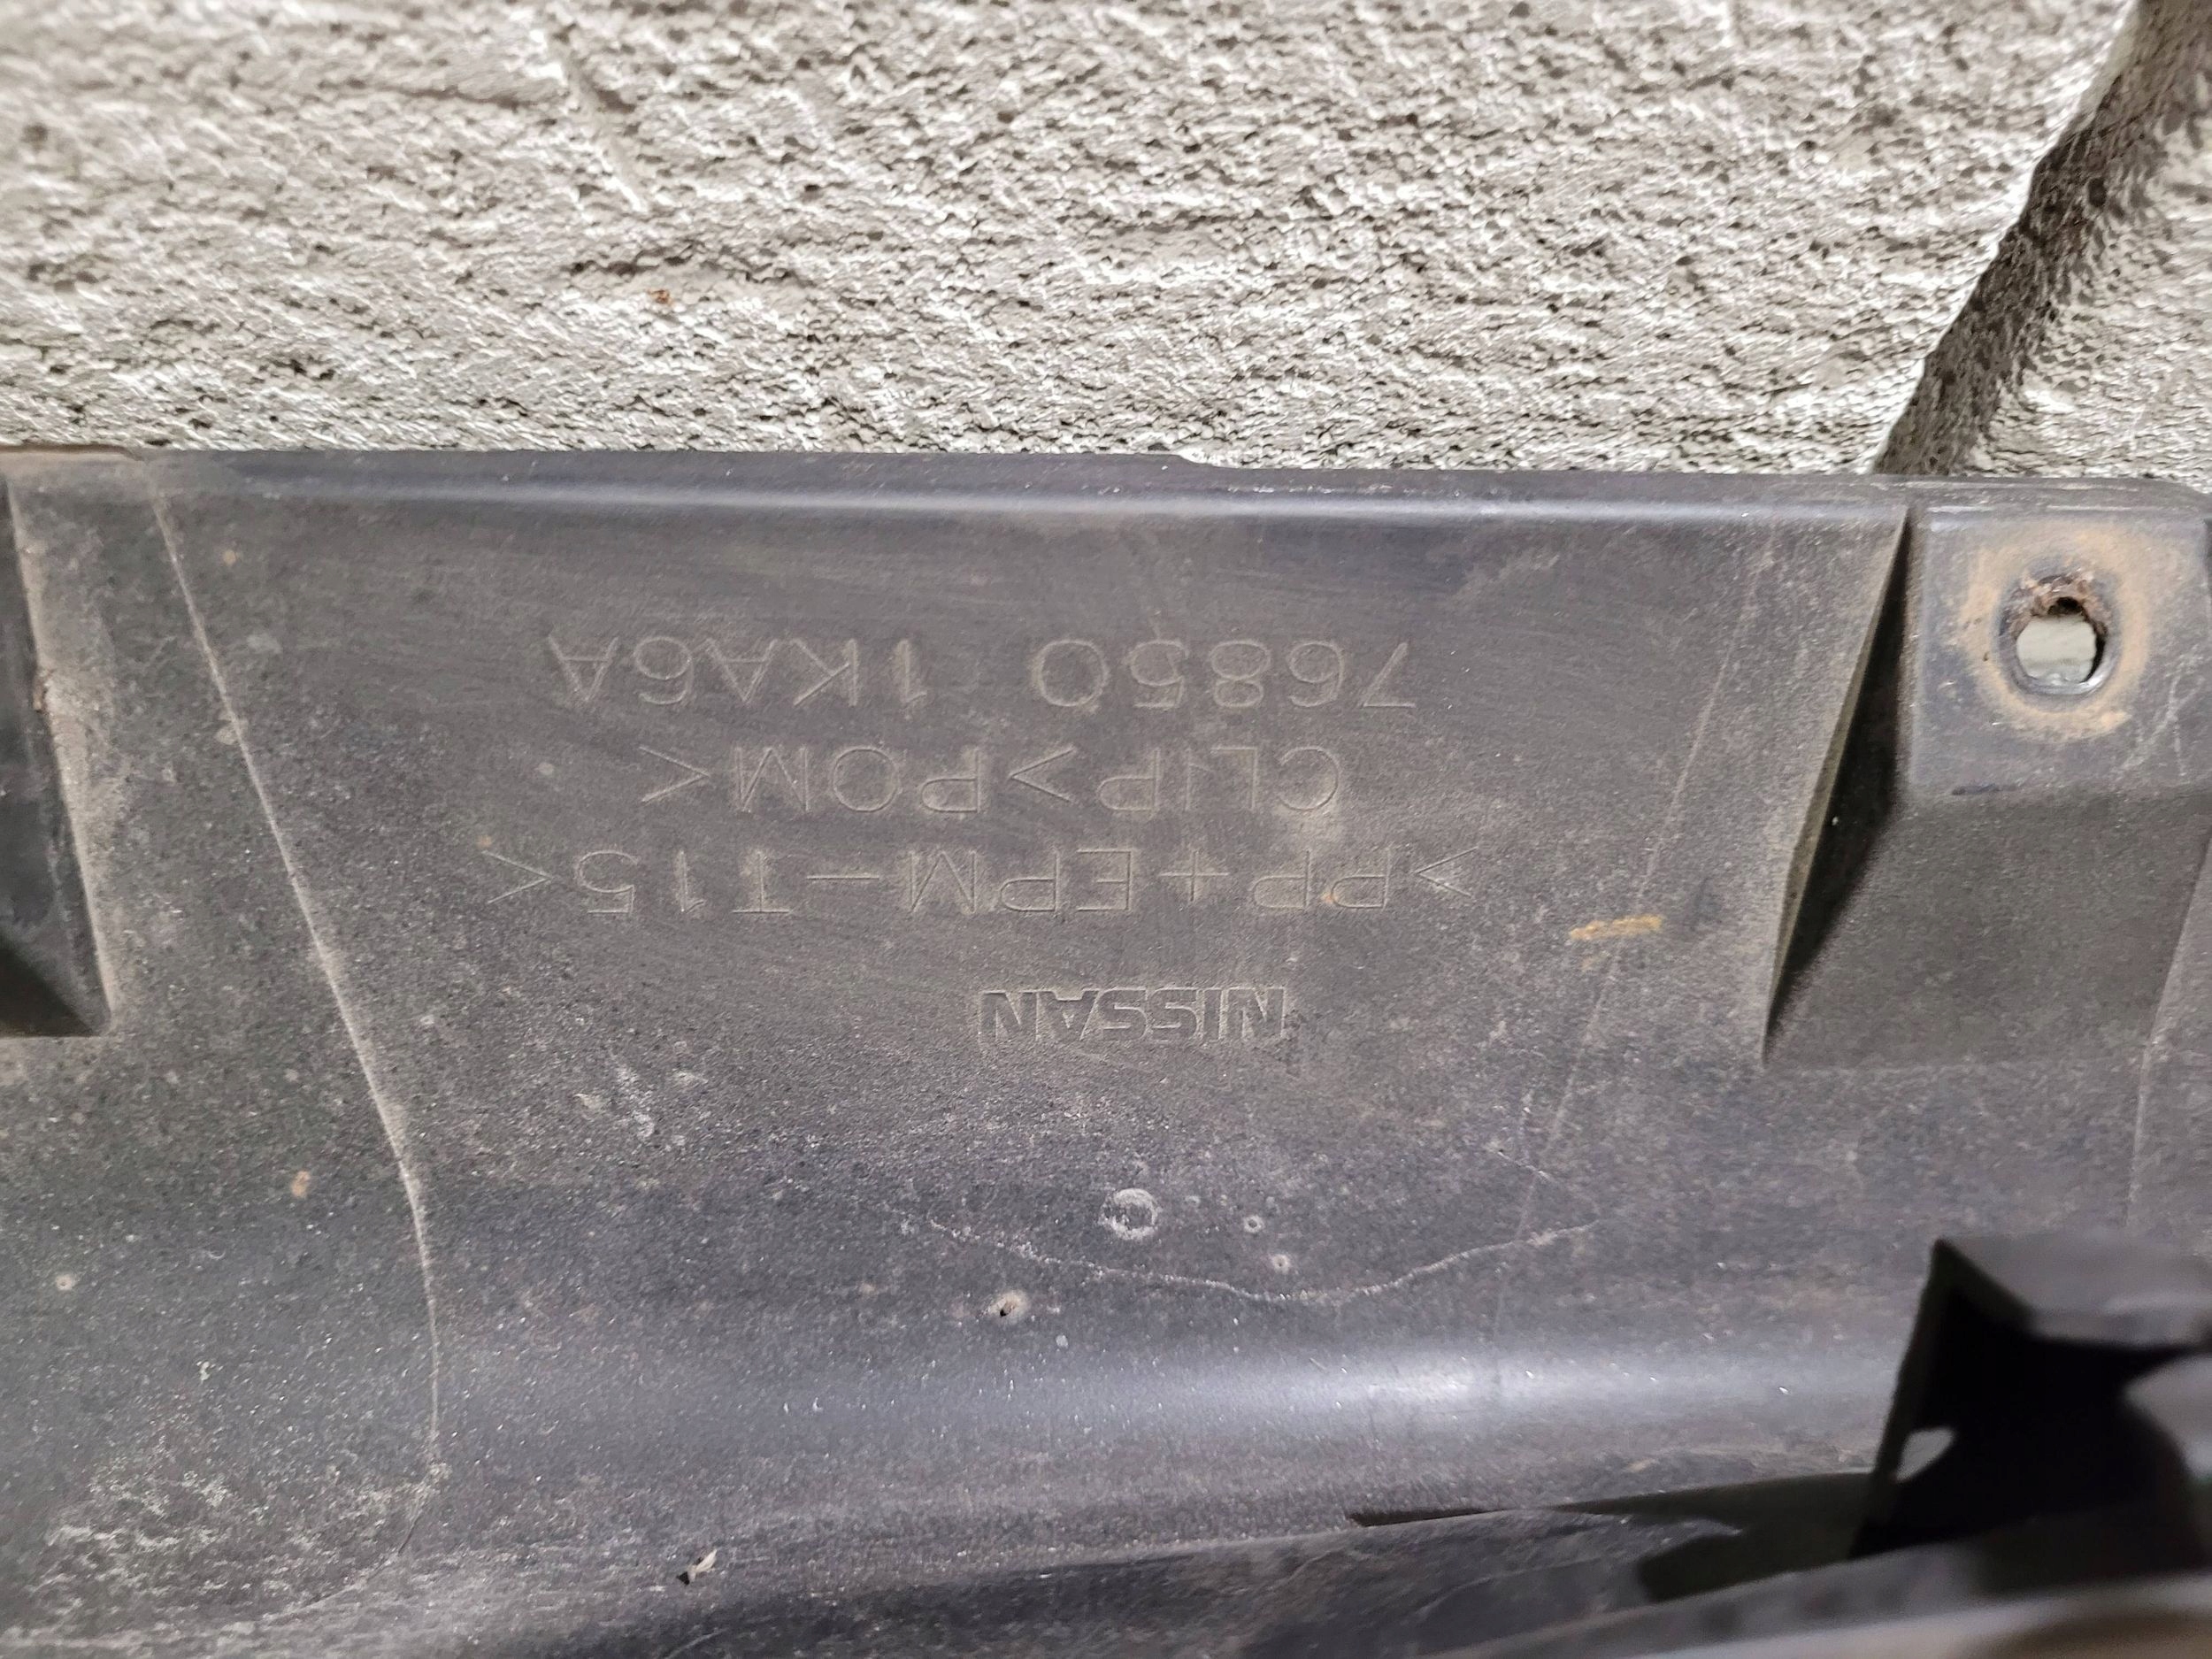 NISSAN
>PP+EPM-T15<
CLIP>POM<
76850 1KA6A